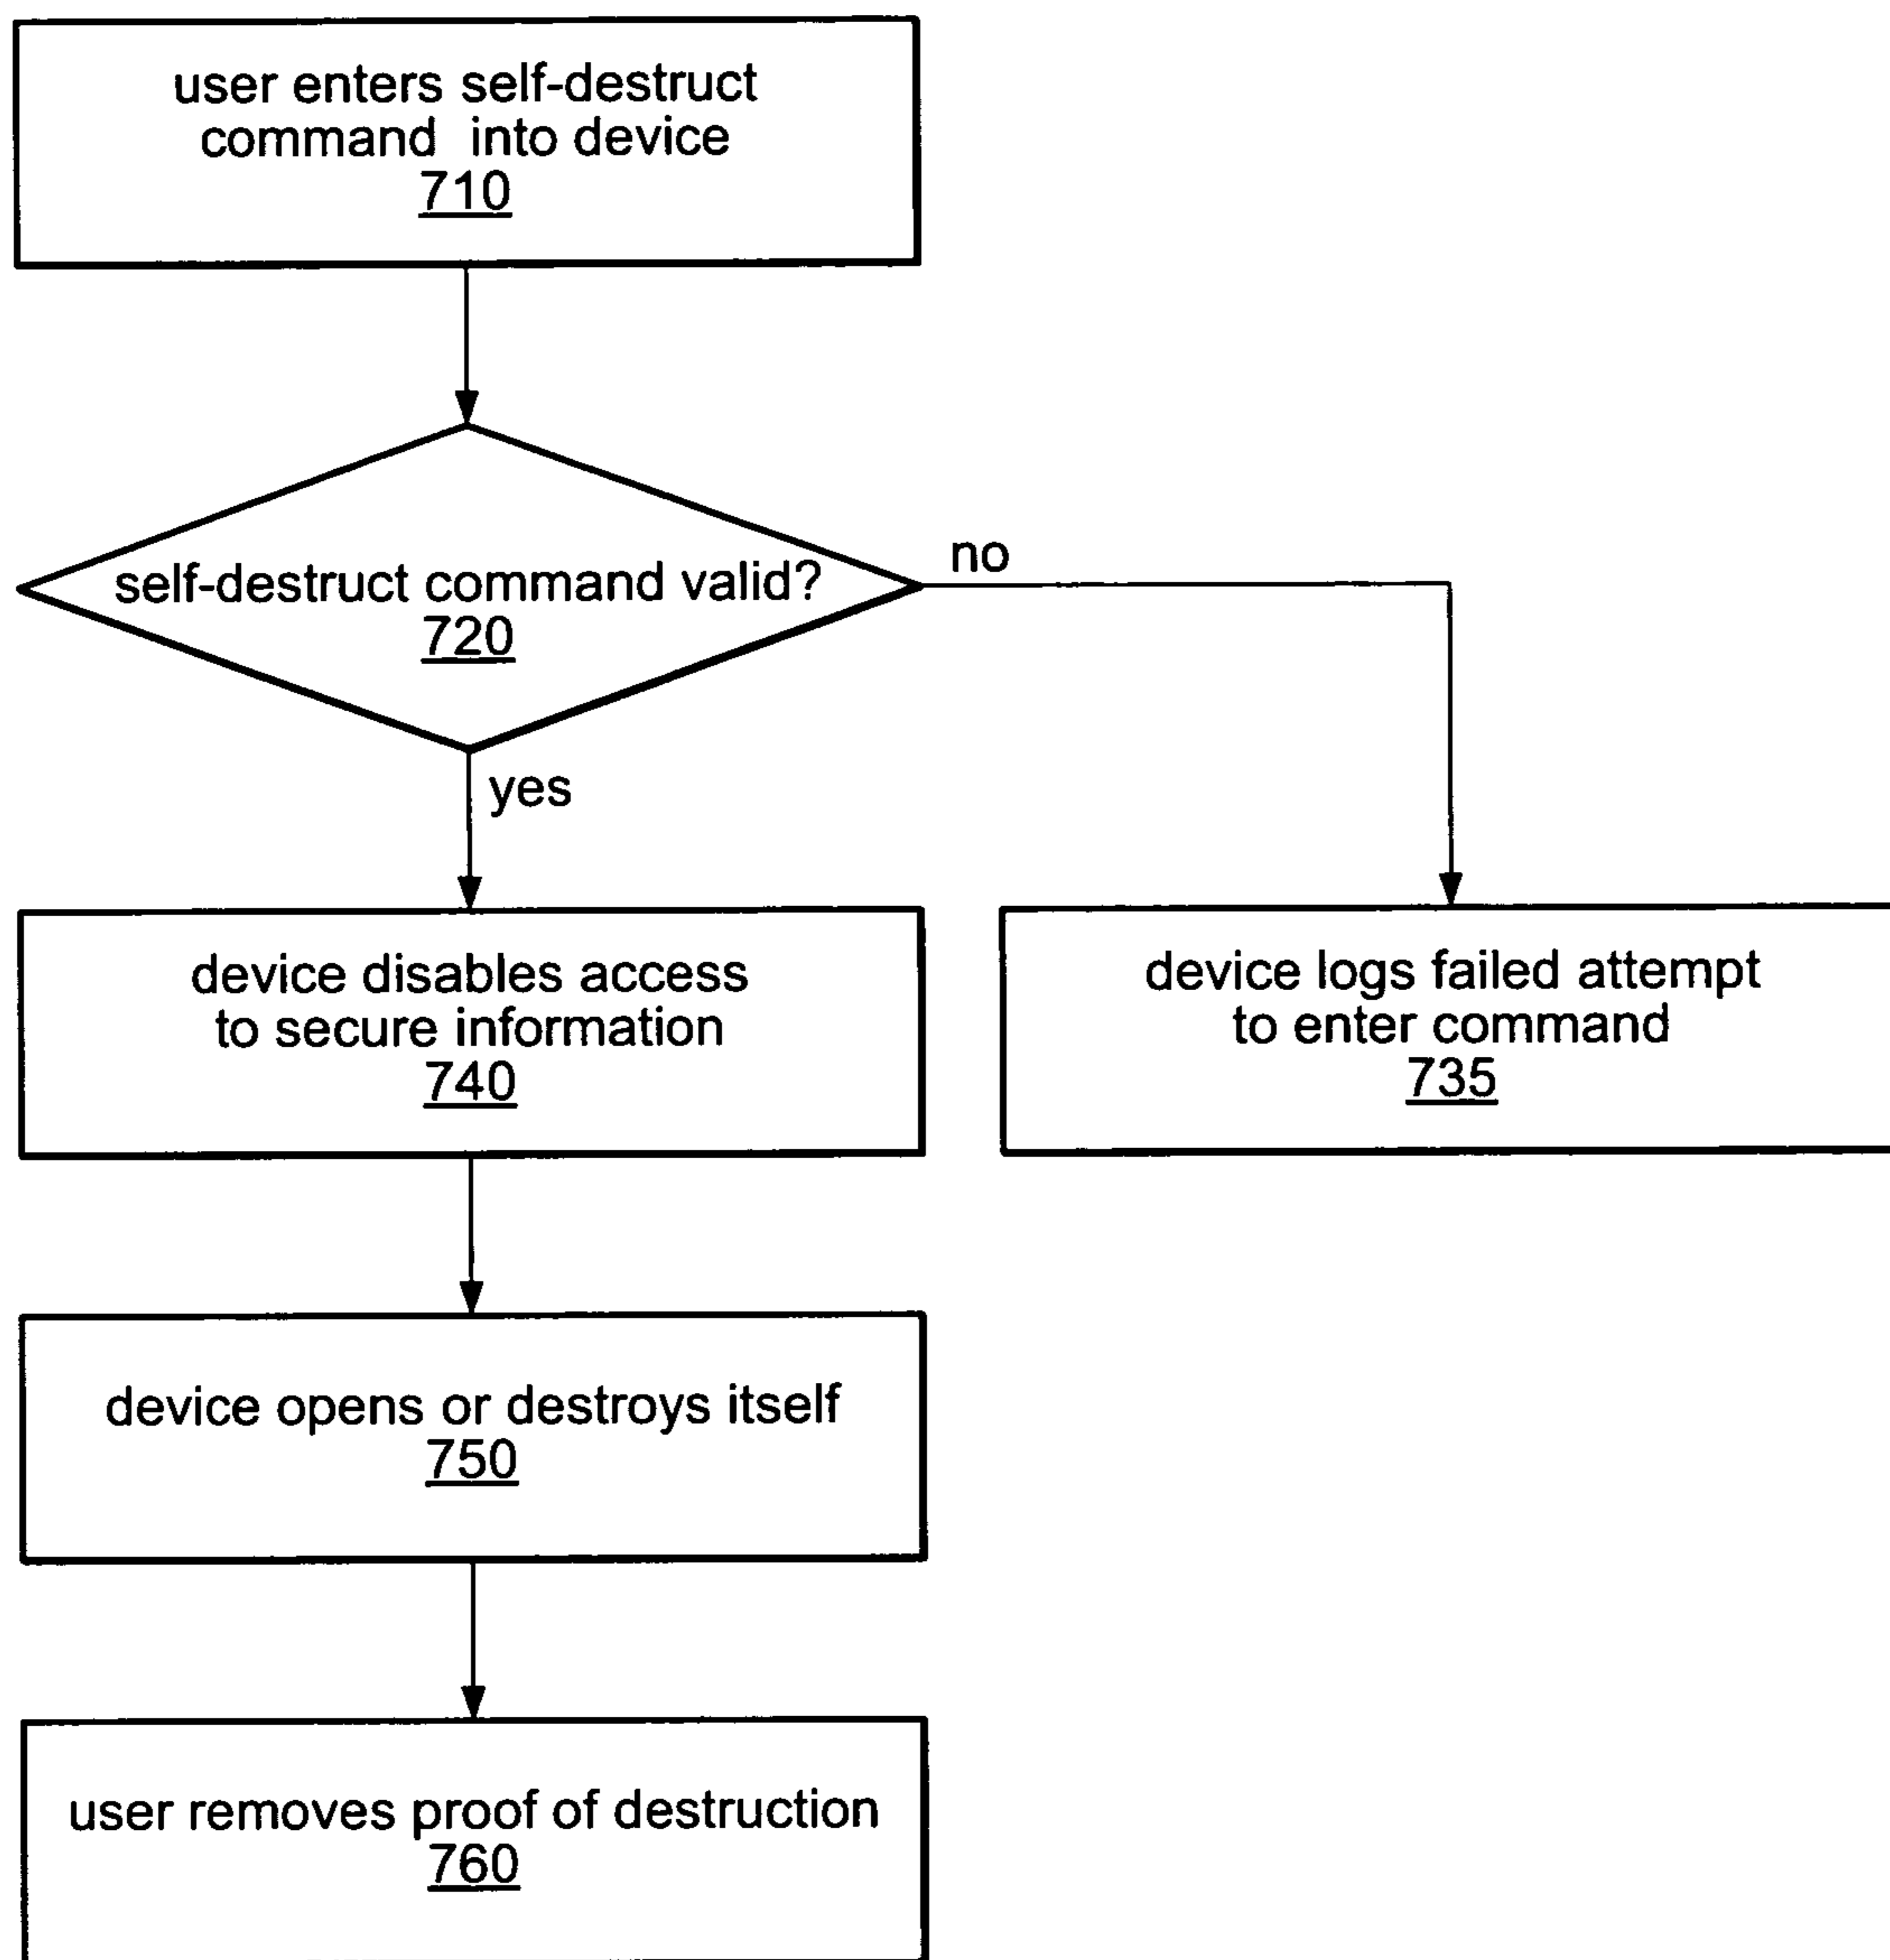 user enters self-destruct
command into device
710
self-destruct command valid?
720
no
yes
device disables access
to secure information
740
device logs failed attempt
to enter command
735
device opens or destroys itself
750
user removes proof of destruction
760